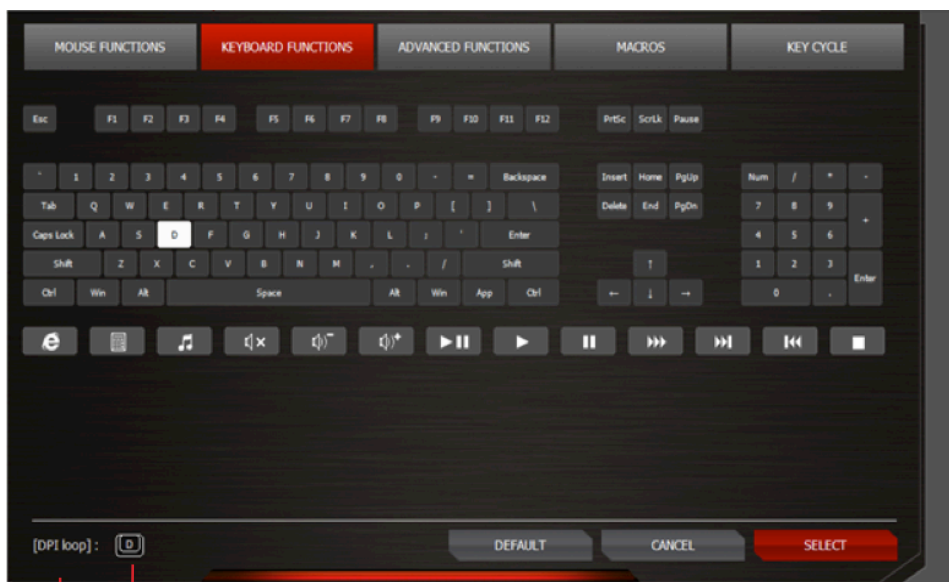 MOUSE FUNCTIONS KEYBOARD FUNCTIONS ADVANCED FUNCTIONS MACROS KEY CYCLE
Esc F1 F2 F3 F4 F5 F6 F7 F8 F9 F10 F11 F12 PrtSc ScrLk Pause
` 1 2 3 4 5 6 7 8 9 0 - = Backspace Insert Home PgUp Num / * -
Tab Q W E R T Y U I O P [ ] \ Delete End PgDn 7 8 9 +
Caps Lock A S D F G H J K L ; ' Enter 4 5 6
Shift Z X C V B N M , . / Shift ↑ 1 2 3 Enter
Ctrl Win Alt Space Alt Win App Ctrl ← ↓ → 0 .
[DPI loop] : D DEFAULT CANCEL SELECT